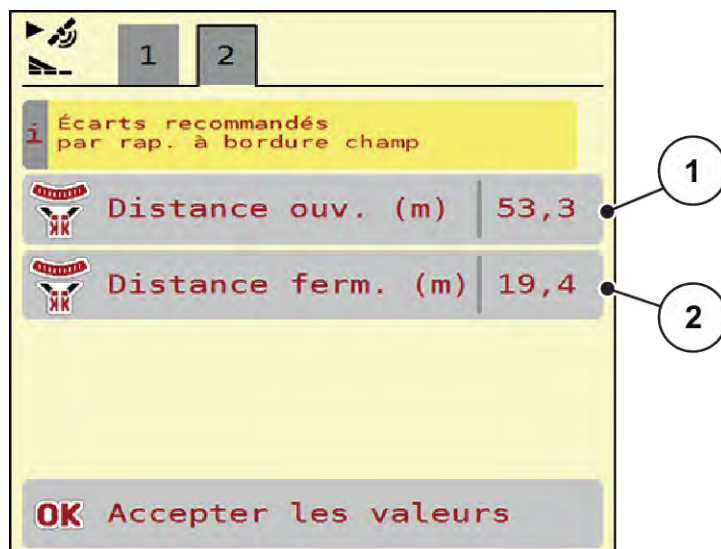 1 2
i Écarts recommandés
par rap. à bordure champ
Distance ouv. (m) 53,3
1
Distance ferm. (m) 19,4
2
OK Accepter les valeurs